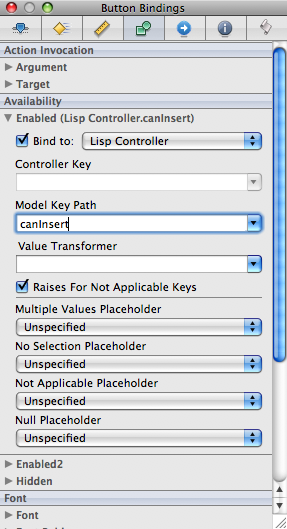 Button Bindings
Action Invocation
Argument
Target
Availability
Enabled (Lisp Controller.canInsert)
Bind to: Lisp Controller
Controller Key
Model Key Path
canInsert
Value Transformer
Raises For Not Applicable Keys
Multiple Values Placeholder
Unspecified
No Selection Placeholder
Unspecified
Not Applicable Placeholder
Unspecified
Null Placeholder
Unspecified
Enabled2
Hidden
Font
Font